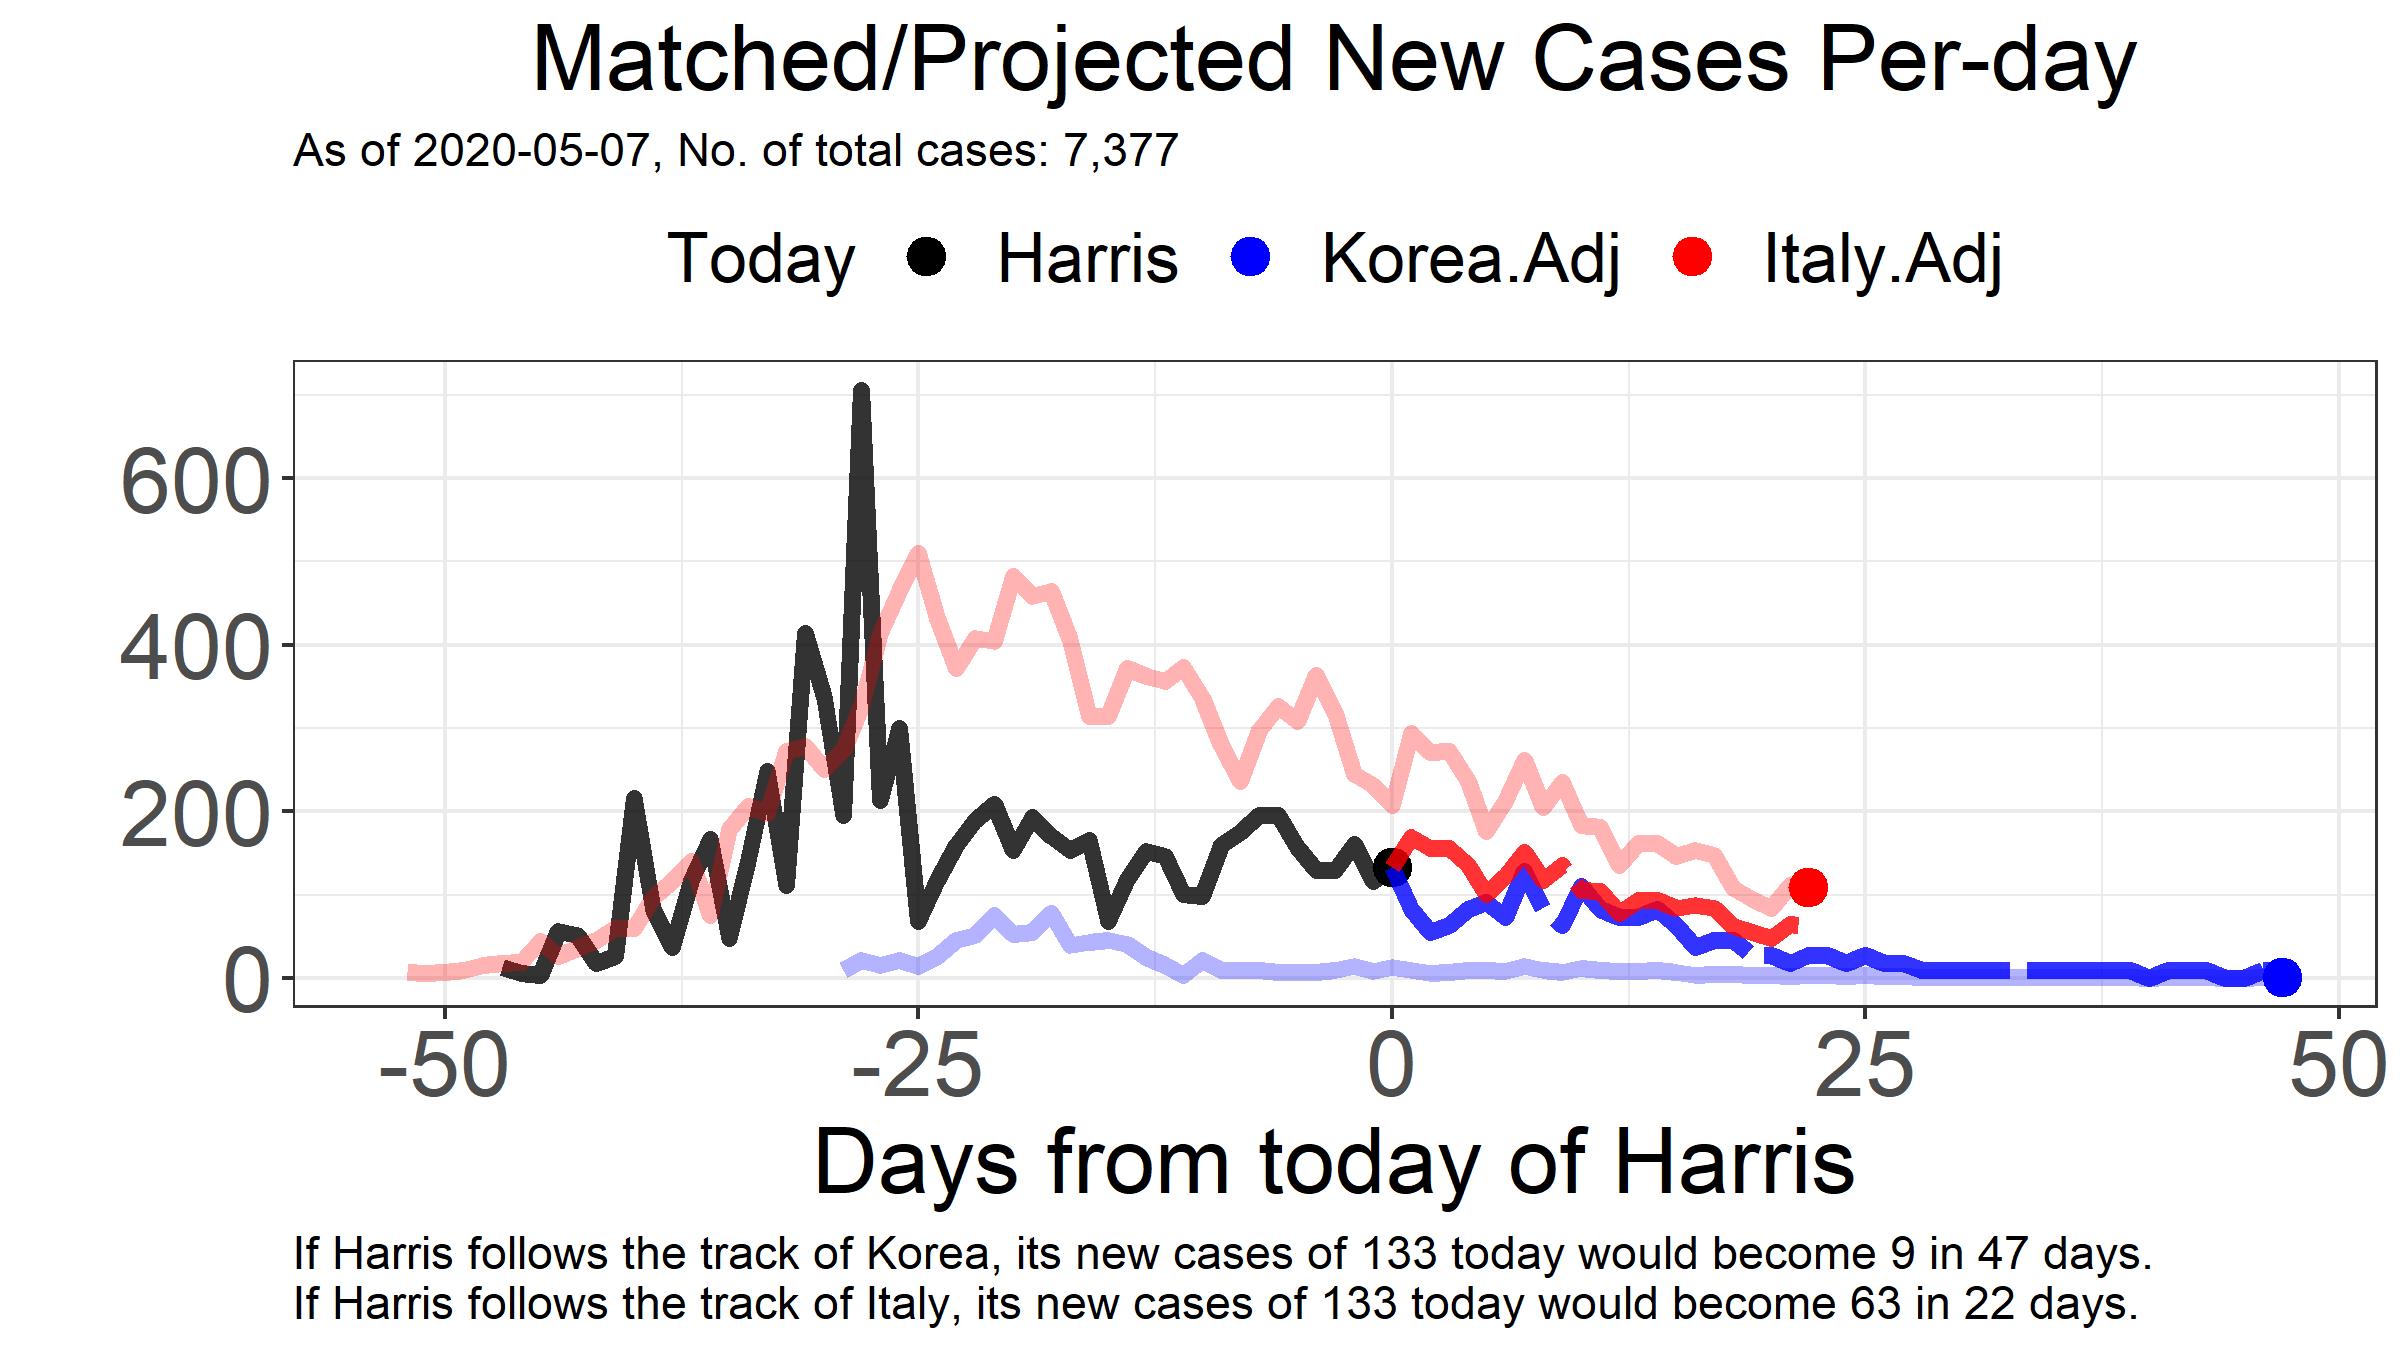 Matched/Projected New Cases Per-day
As of 2020-05-07, No. of total cases: 7,377
Today Harris Korea.Adj Italy.Adj
600
400
200
0
-50 -25 0 25 50
Days from today of Harris
If Harris follows the track of Korea, its new cases of 133 today would become 9 in 47 days.
If Harris follows the track of Italy, its new cases of 133 today would become 63 in 22 days.